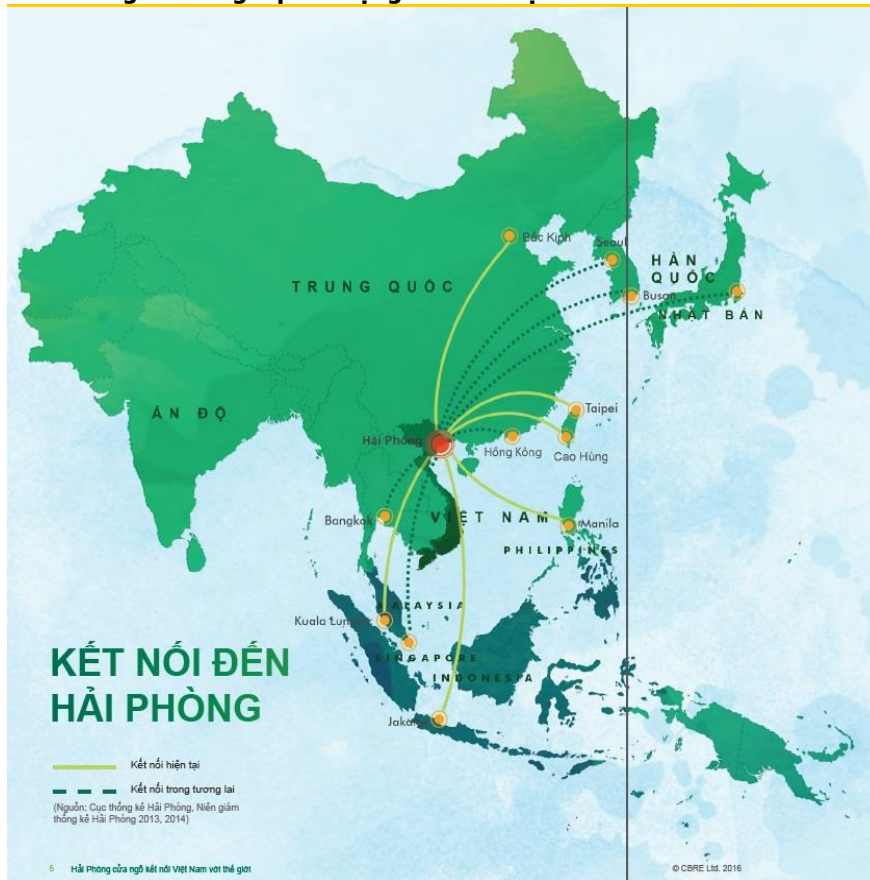 Bắc Kinh
Seoul
HÀN
QUỐC
TRUNG QUỐC
Busan
NHẬT BẢN
ẤN ĐỘ
Taipei
Hải Phòng
Hồng Kông
Cao Hùng
Bangkok
VIỆT NAM
Manila
PHILIPPINES
MALAYSIA
Kuala Lumpur
SINGAPORE
INDONESIA
KẾT NỐI ĐẾN
HẢI PHÒNG
Jakarta
Kết nối hiện tại
Kết nối trong tương lai
(Nguồn: Cục thống kê Hải Phòng, Niên giám
thống kê Hải Phòng 2013, 2014)
6 Hải Phòng cửa ngõ kết nối Việt Nam với thế giới
© CBRE Ltd. 2016